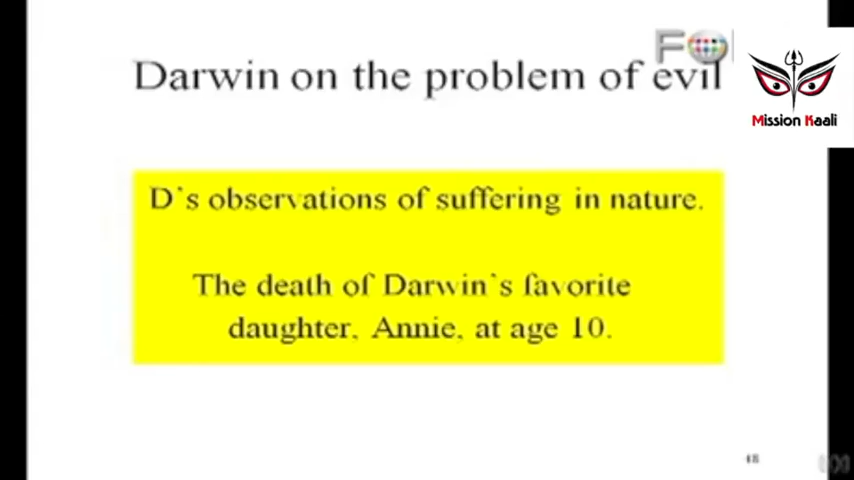 Darwin on the problem of evil
FO
Mission Kaali
D`s observations of suffering in nature.
The death of Darwin`s favorite
daughter, Annie, at age 10.